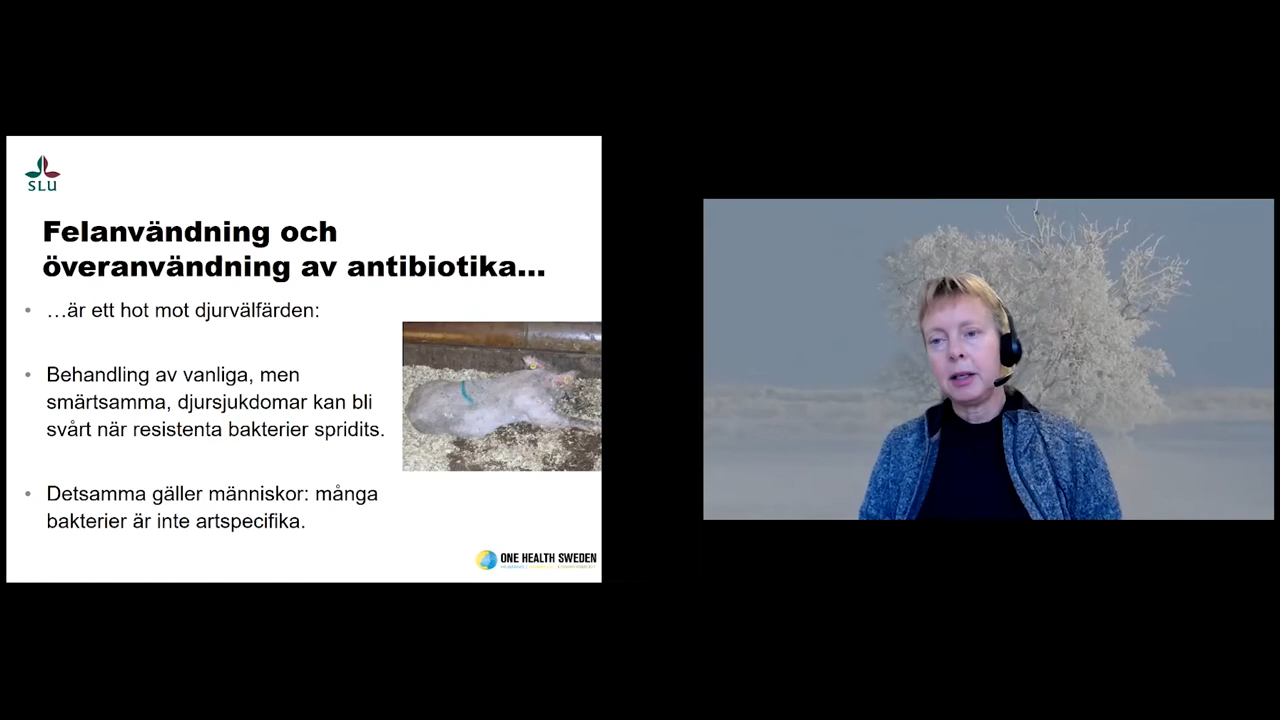 SLU
Felanvändning och
överanvändning av antibiotika...
• ...är ett hot mot djurvälfärden:
• Behandling av vanliga, men
smärtsamma, djursjukdomar kan bli
svårt när resistenta bakterier spridits.
• Detsamma gäller människor: många
bakterier är inte artspecifika.
ONE HEALTH SWEDEN